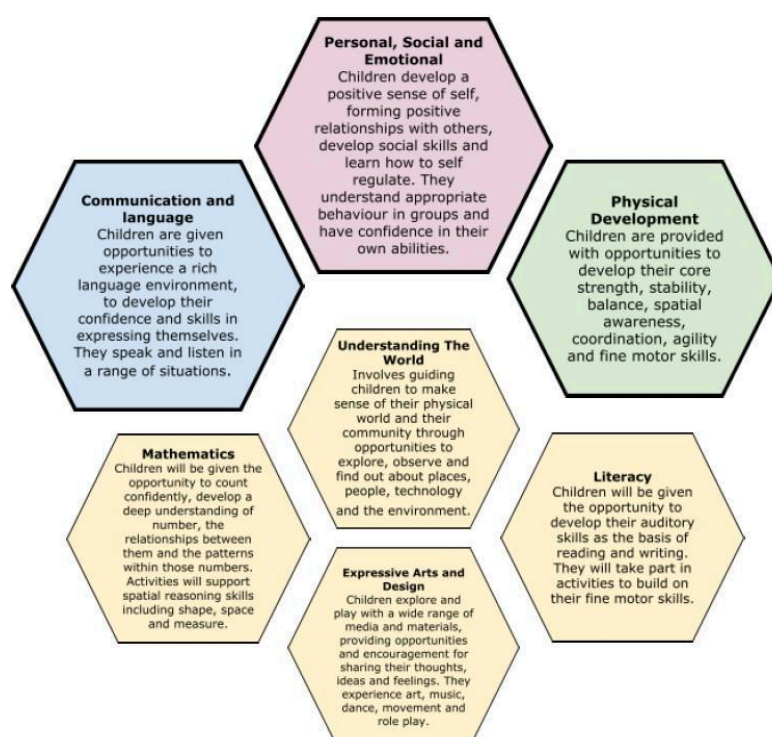 Personal, Social and
Emotional
Children develop a
positive sense of self,
forming positive
relationships with others,
develop social skills and
learn how to self
regulate. They
understand appropriate
behaviour in groups and
have confidence in their
own abilities.
Communication and
language
Children are given
opportunities to
experience a rich
language environment,
to develop their
confidence and skills in
expressing themselves.
They speak and listen in
a range of situations.
Physical
Development
Children are provided
with opportunities to
develop their core
strength, stability,
balance, spatial
awareness,
coordination, agility
and fine motor skills.
Understanding The
World
Involves guiding
children to make
sense of their physical
world and their
community through
opportunities to
explore, observe and
find out about places,
people, technology
and the environment.
Mathematics
Children will be given the
opportunity to count
confidently, develop a
deep understanding of
number, the
relationships between
them and the patterns
within those numbers.
Activities will support
spatial reasoning skills
including shape, space
and measure.
Literacy
Children will be given
the opportunity to
develop their auditory
skills as the basis of
reading and writing.
They will take part in
activities to build on
their fine motor skills.
Expressive Arts and
Design
Children explore and
play with a wide range of
media and materials,
providing opportunities
and encouragement for
sharing their thoughts,
ideas and feelings. They
experience art, music,
dance, movement and
role play.